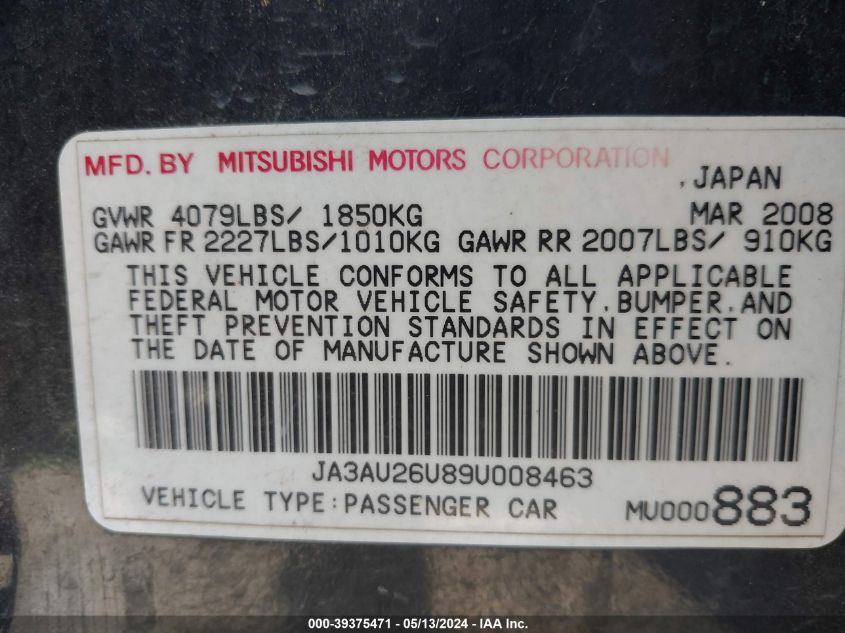 MFD. BY MITSUBISHI MOTORS CORPORATION
, JAPAN
GVWR 4079LBS/ 1850KG MAR 2008
GAWR FR 2227LBS/1010KG GAWR RR 2007LBS/ 910KG
THIS VEHICLE CONFORMS TO ALL APPLICABLE
FEDERAL MOTOR VEHICLE SAFETY, BUMPER, AND
THEFT PREVENTION STANDARDS IN EFFECT ON
THE DATE OF MANUFACTURE SHOWN ABOVE.
JA3AU26U89U008463
VEHICLE TYPE:PASSENGER CAR MU000883
000-39375471 - 05/13/2024 - IAA Inc.